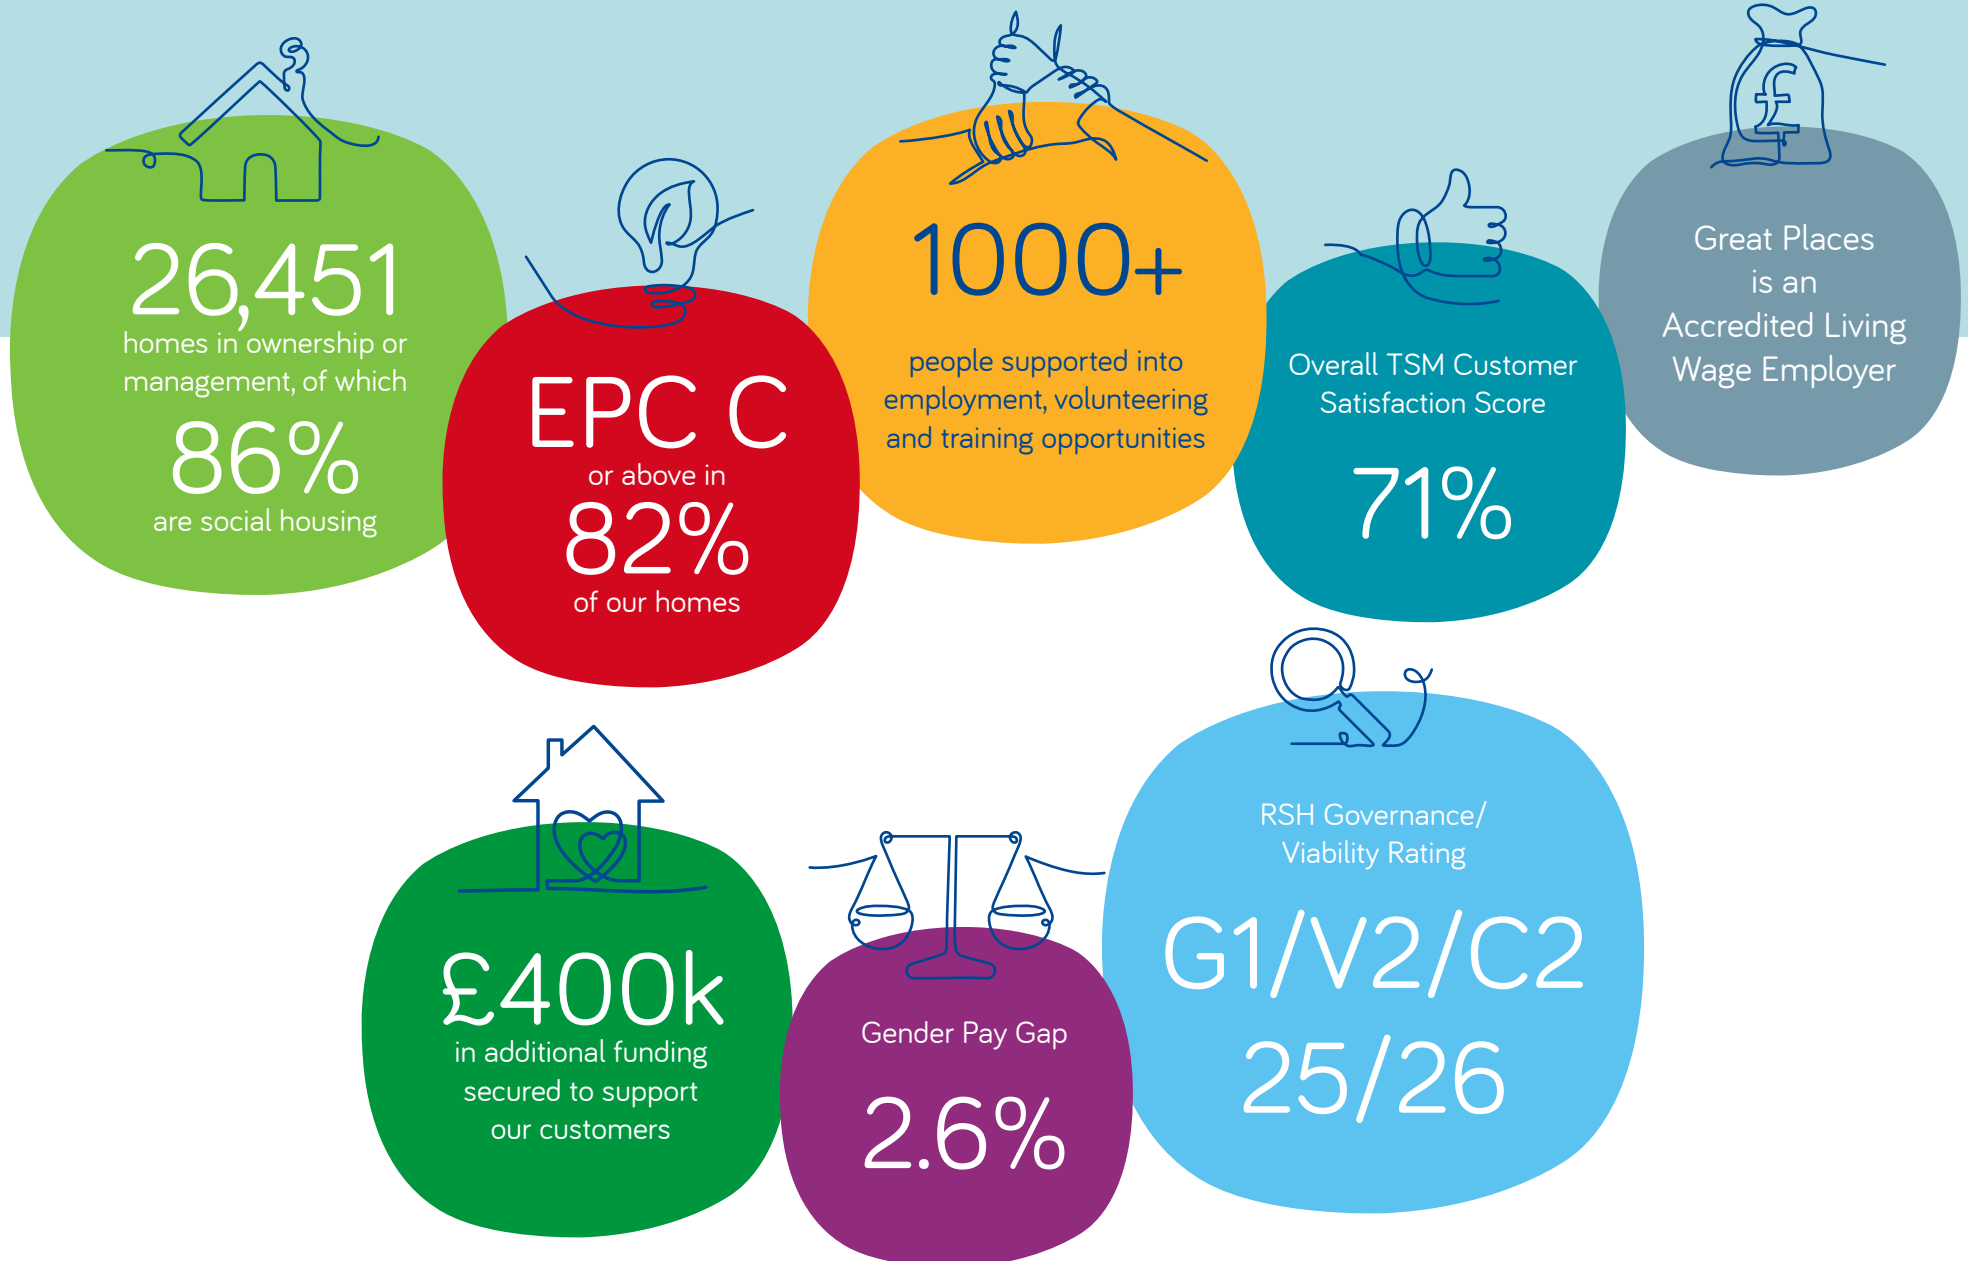 26,451
homes in ownership or
management, of which
86%
are social housing
EPC C
or above in
82%
of our homes
1000+
people supported into
employment, volunteering
and training opportunities
Overall TSM Customer
Satisfaction Score
71%
Great Places
is an
Accredited Living
Wage Employer
£400k
in additional funding
secured to support
our customers
Gender Pay Gap
2.6%
RSH Governance/
Viability Rating
G1/V2/C2
25/26
£